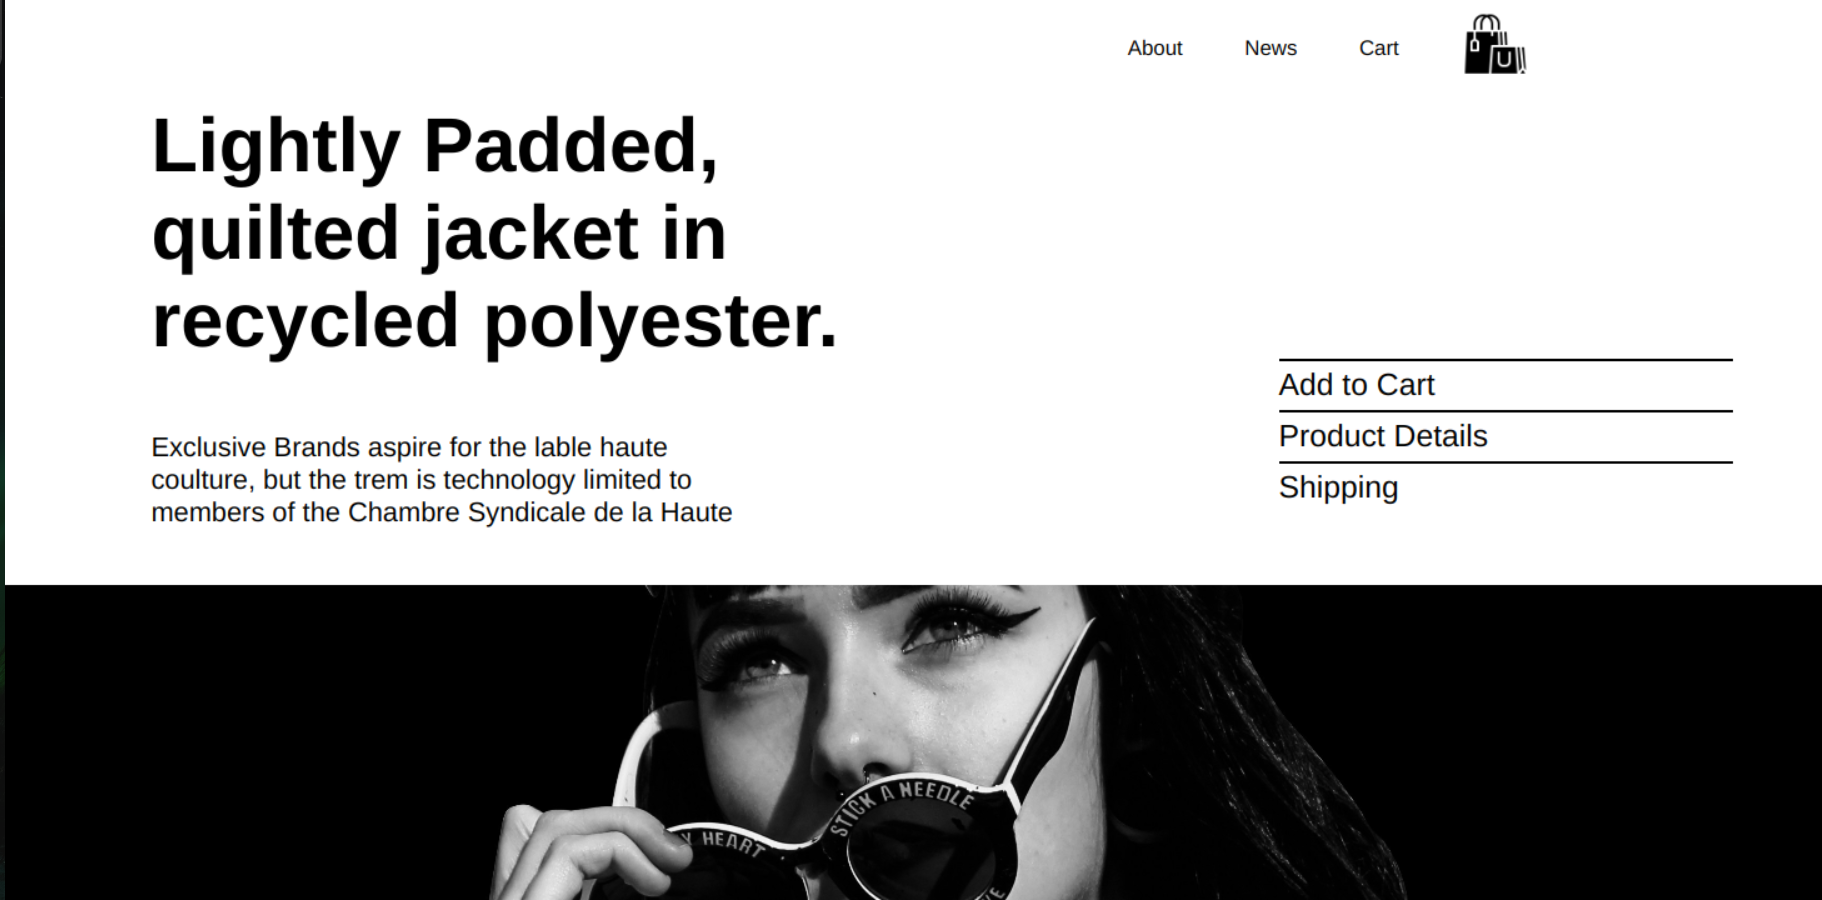 About News Cart
U
Lightly Padded,
quilted jacket in
recycled polyester.
Add to Cart
Product Details
Shipping
Exclusive Brands aspire for the lable haute
coulture, but the trem is technology limited to
members of the Chambre Syndicale de la Haute
STICK A NEEDLE
HEART